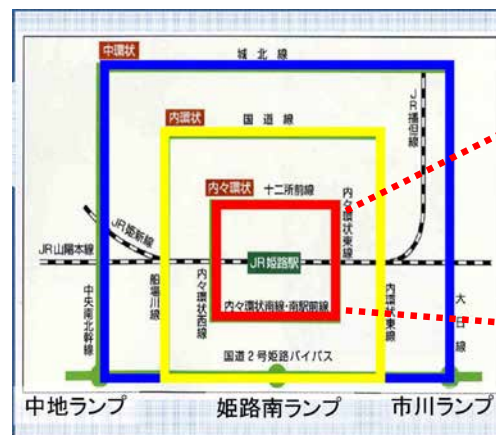 中環状
城北線
JR播但線
内環状
国道線
内々環状
十二所前線
内々環状東線
JR姫新線
JR山陽本線
JR姫路駅
中央南北幹線
船場川線
内々環状西線
内々環状南線・南駅前線
内環状東線
大日線
国道2号姫路バイパス
中地ランプ
姫路南ランプ
市川ランプ